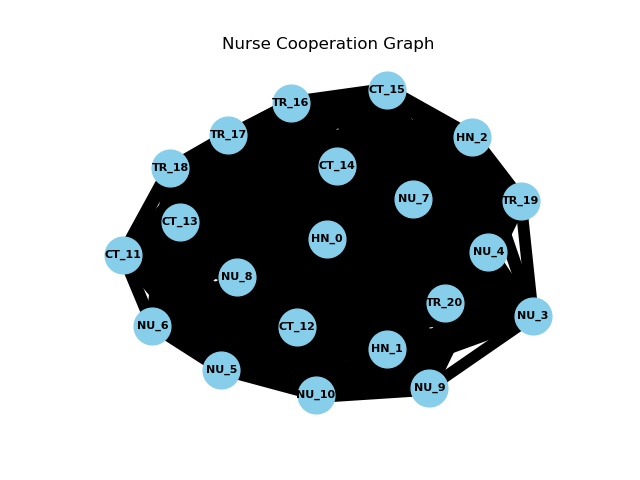 Nurse Cooperation Graph
CT_15
TR_16
TR_17
HN_2
CT_14
TR_18
NU_7
TR_19
CT_13
HN_0
NU_4
CT_11
NU_8
TR_20
NU_3
NU_6
CT_12
HN_1
NU_5
NU_9
NU_10